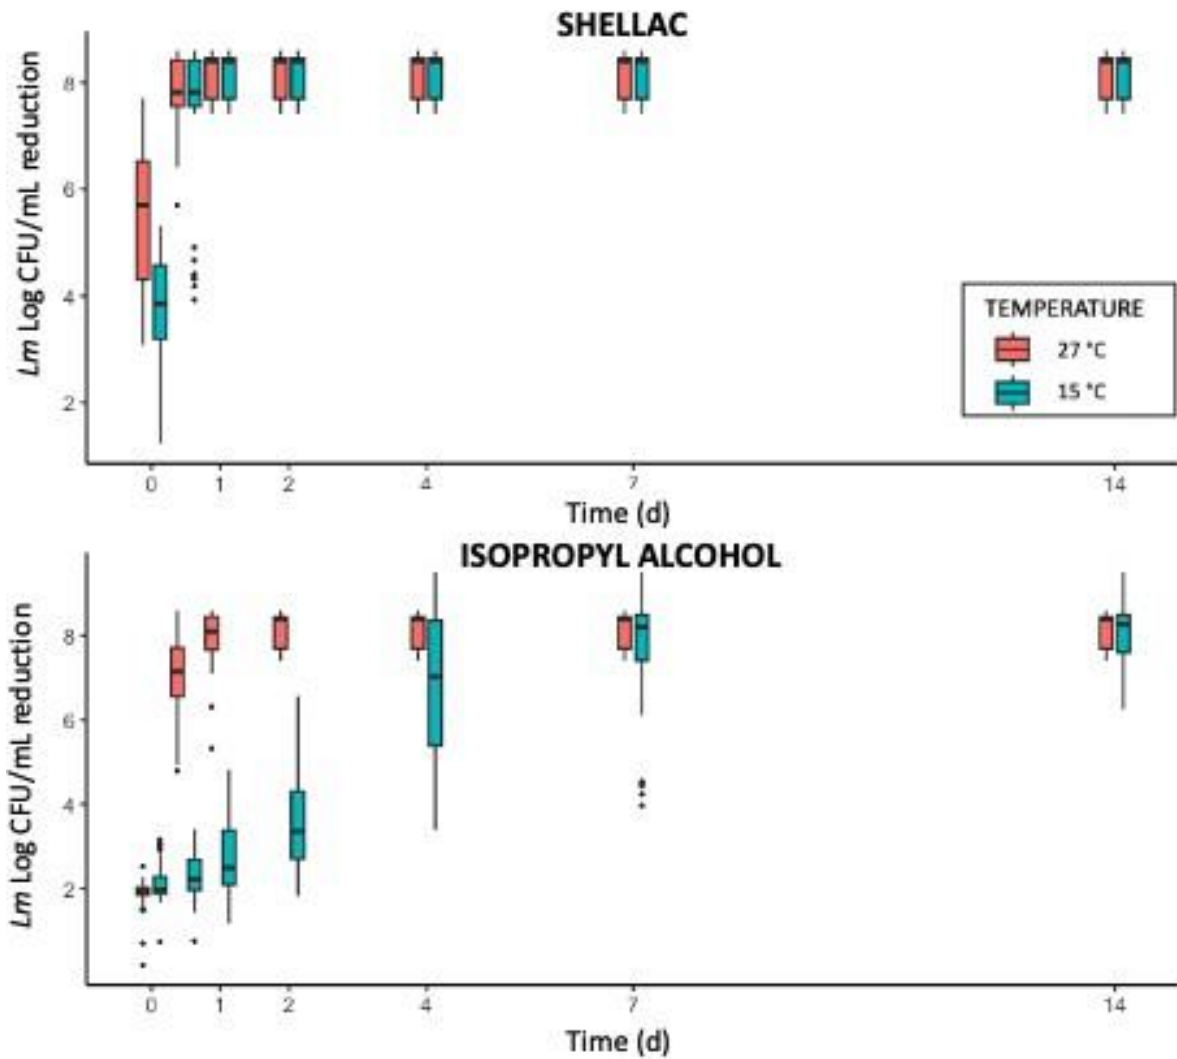 SHELLAC
Lm Log CFU/mL reduction
8
6
4
2
TEMPERATURE
27 °C
15 °C
0 1 2 4 7 14
Time (d)
ISOPROPYL ALCOHOL
Lm Log CFU/mL reduction
8
6
4
2
0 1 2 4 7 14
Time (d)